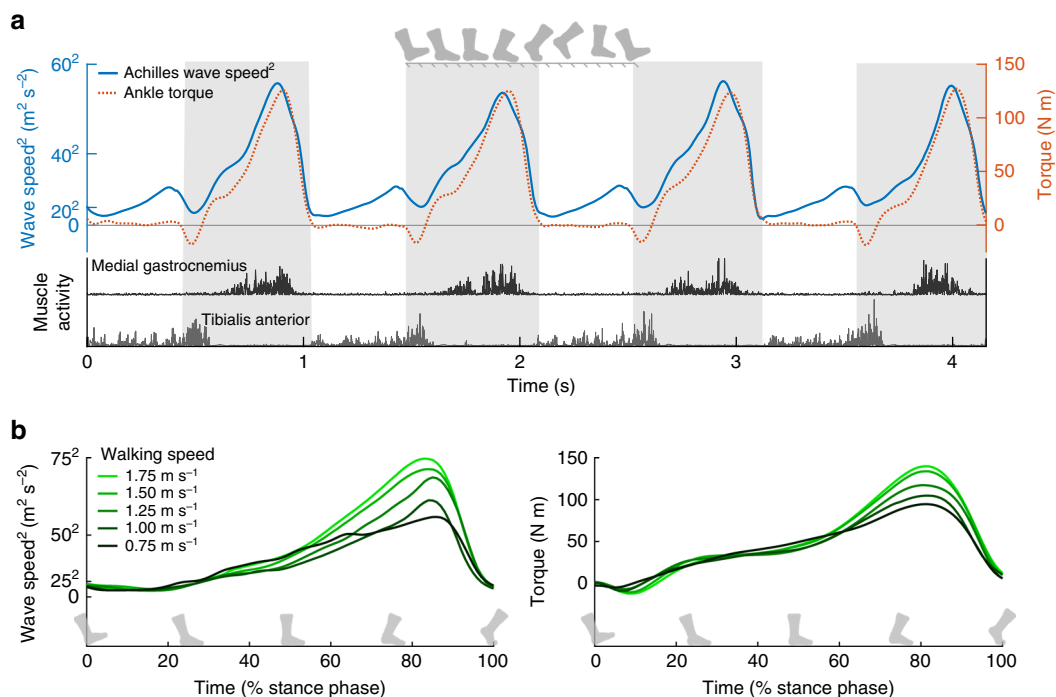 a
60²
40²
20²
0
Wave speed² (m² s⁻²)
Achilles wave speed²
Ankle torque
150
100
50
0
Torque (N m)
Muscle
activity
Medial gastrocnemius
Tibialis anterior
0 1 2 3 4
Time (s)
b
75²
50²
25²
0
Wave speed² (m² s⁻²)
Walking speed
1.75 m s⁻¹
1.50 m s⁻¹
1.25 m s⁻¹
1.00 m s⁻¹
0.75 m s⁻¹
0 20 40 60 80 100
Time (% stance phase)
150
100
50
0
Torque (N m)
0 20 40 60 80 100
Time (% stance phase)